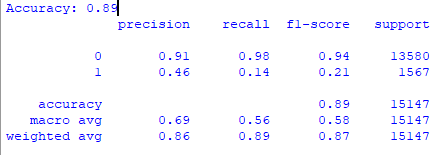 Accuracy: 0.89
precision recall f1-score support
0 0.91 0.98 0.94 13580
1 0.46 0.14 0.21 1567
accuracy 0.89 15147
macro avg 0.69 0.56 0.58 15147
weighted avg 0.86 0.89 0.87 15147